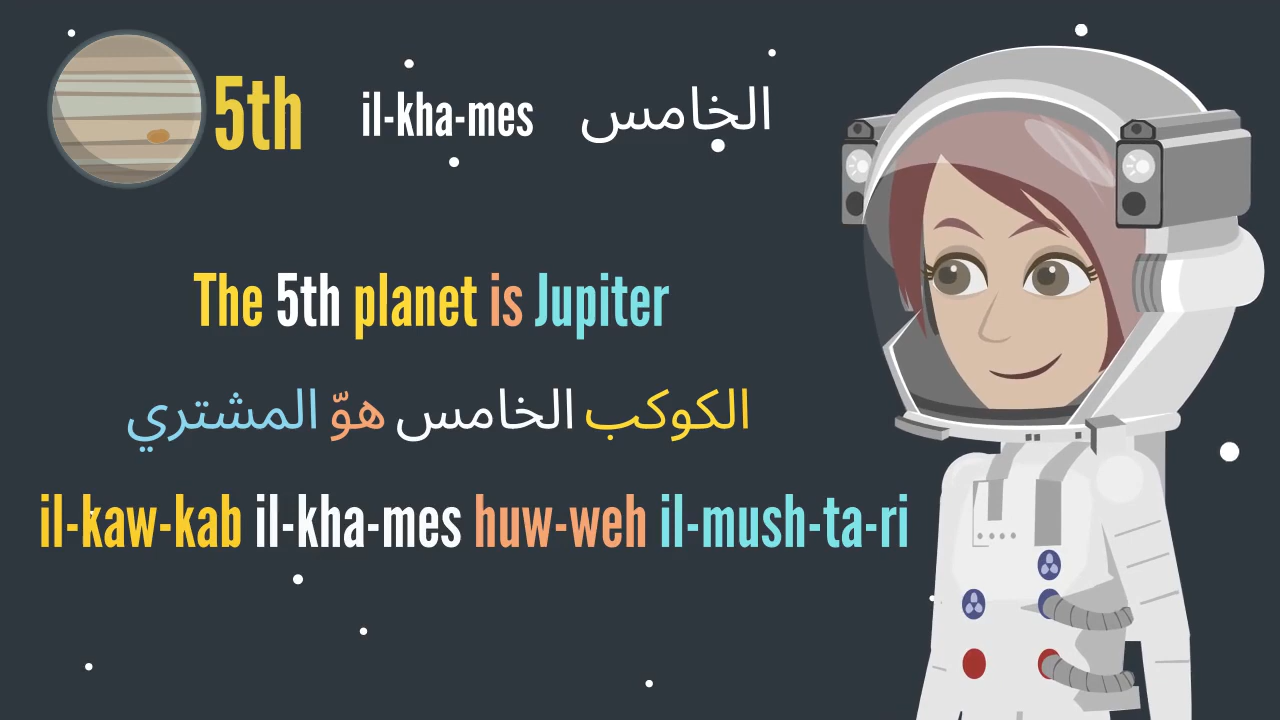 5th il-kha-mes الخامس
The 5th planet is Jupiter
الكوكب الخامس هوّ المشتري
il-kaw-kab il-kha-mes huw-weh il-mush-ta-ri